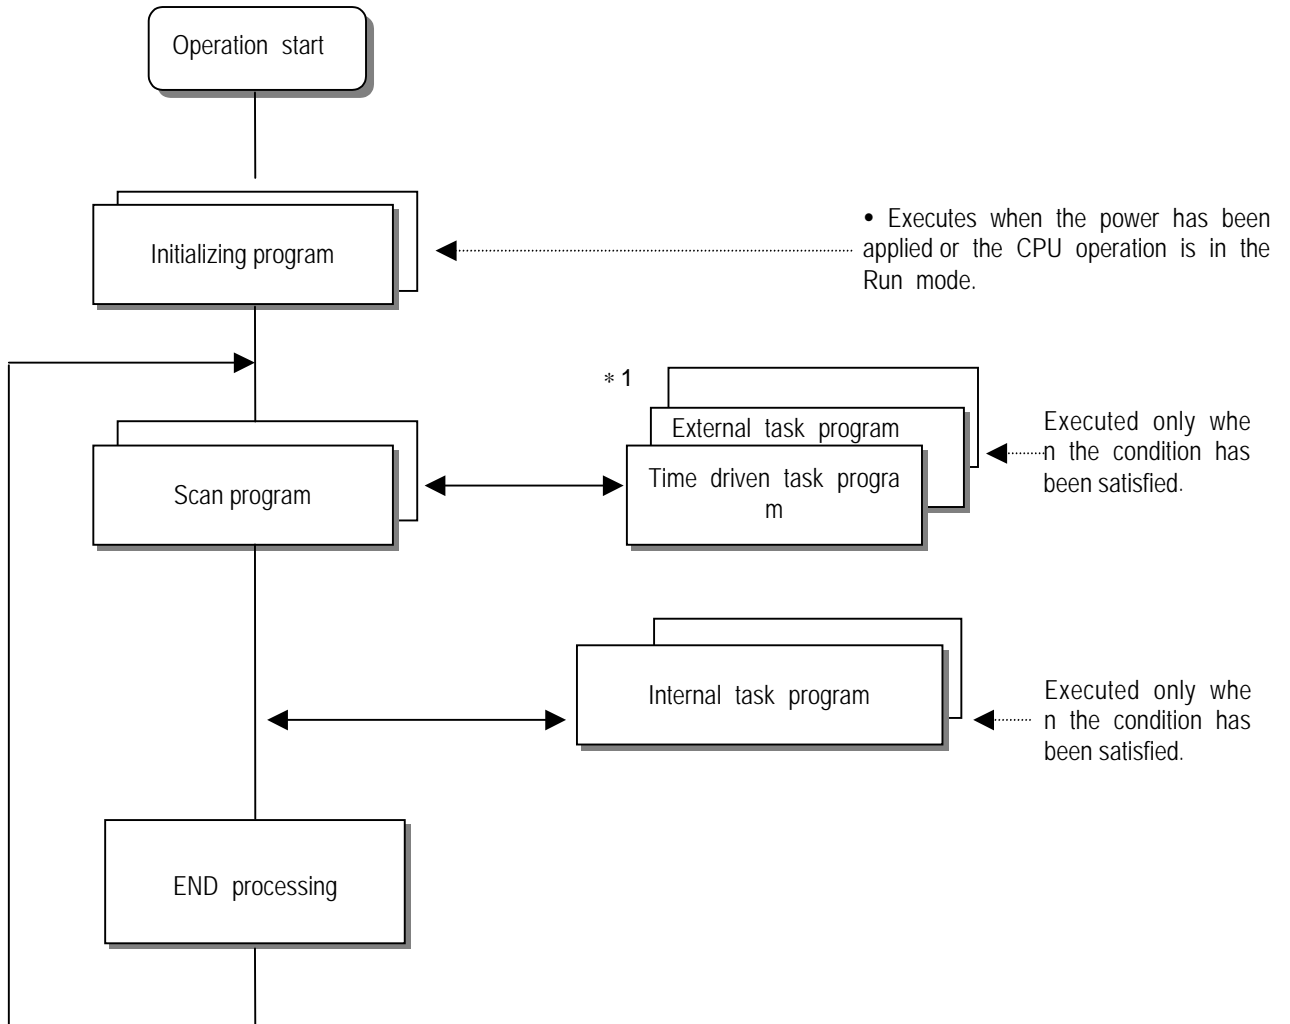 Operation start
Initializing program
• Executes when the power has been
applied or the CPU operation is in the
Run mode.
∗1
External task program
Time driven task progra
m
Executed only whe
n the condition has
been satisfied.
Scan program
Internal task program
Executed only whe
n the condition has
been satisfied.
END processing